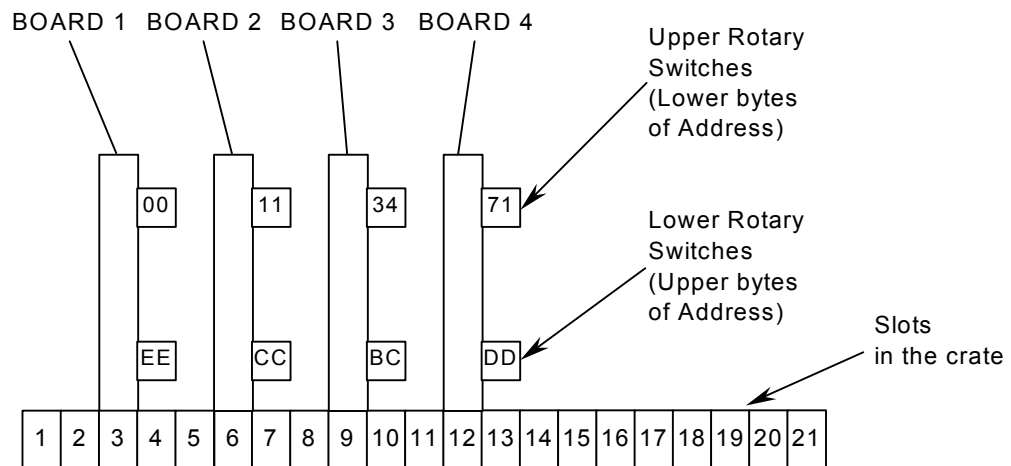 BOARD 1 BOARD 2 BOARD 3 BOARD 4
Upper Rotary
Switches
(Lower bytes
of Address)
00 11 34 71
Lower Rotary
Switches
(Upper bytes
of Address)
EE CC BC DD
Slots
in the crate
1 2 3 4 5 6 7 8 9 10 11 12 13 14 15 16 17 18 19 20 21